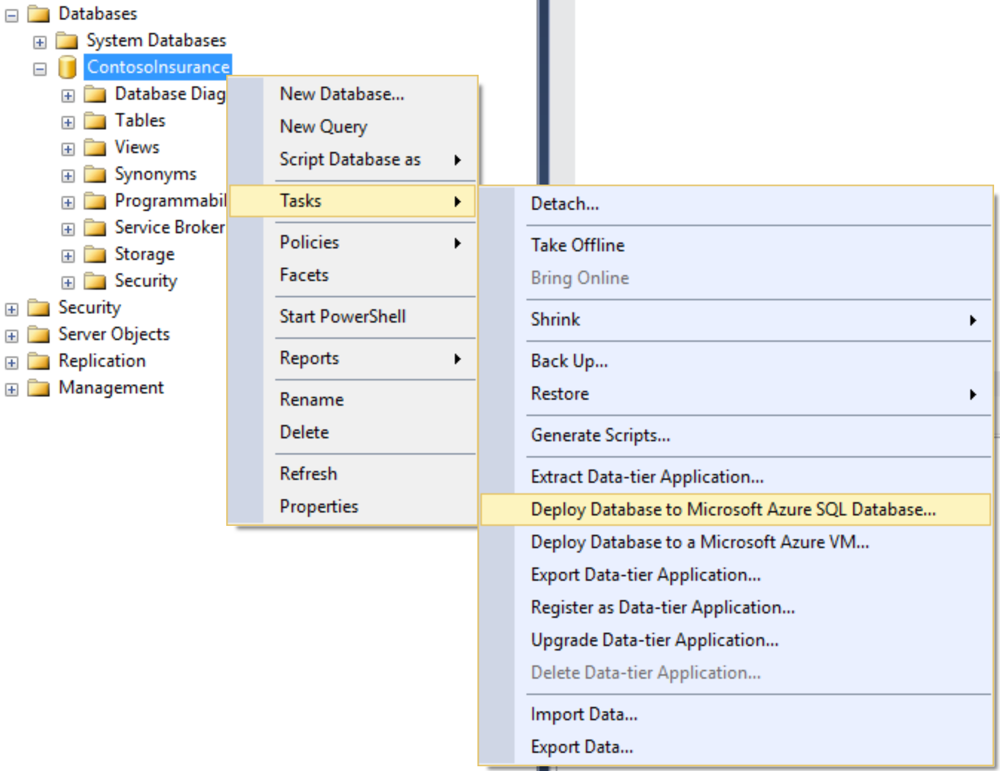 Databases
System Databases
ContosoInsurance
Database Diag
Tables
Views
Synonyms
Programmabil
Service Broker
Storage
Security
Security
Server Objects
Replication
Management
New Database...
New Query
Script Database as
Tasks
Policies
Facets
Start PowerShell
Reports
Rename
Delete
Refresh
Properties
Detach...
Take Offline
Bring Online
Shrink
Back Up...
Restore
Generate Scripts...
Extract Data-tier Application...
Deploy Database to Microsoft Azure SQL Database...
Deploy Database to a Microsoft Azure VM...
Export Data-tier Application...
Register as Data-tier Application...
Upgrade Data-tier Application...
Delete Data-tier Application...
Import Data...
Export Data...